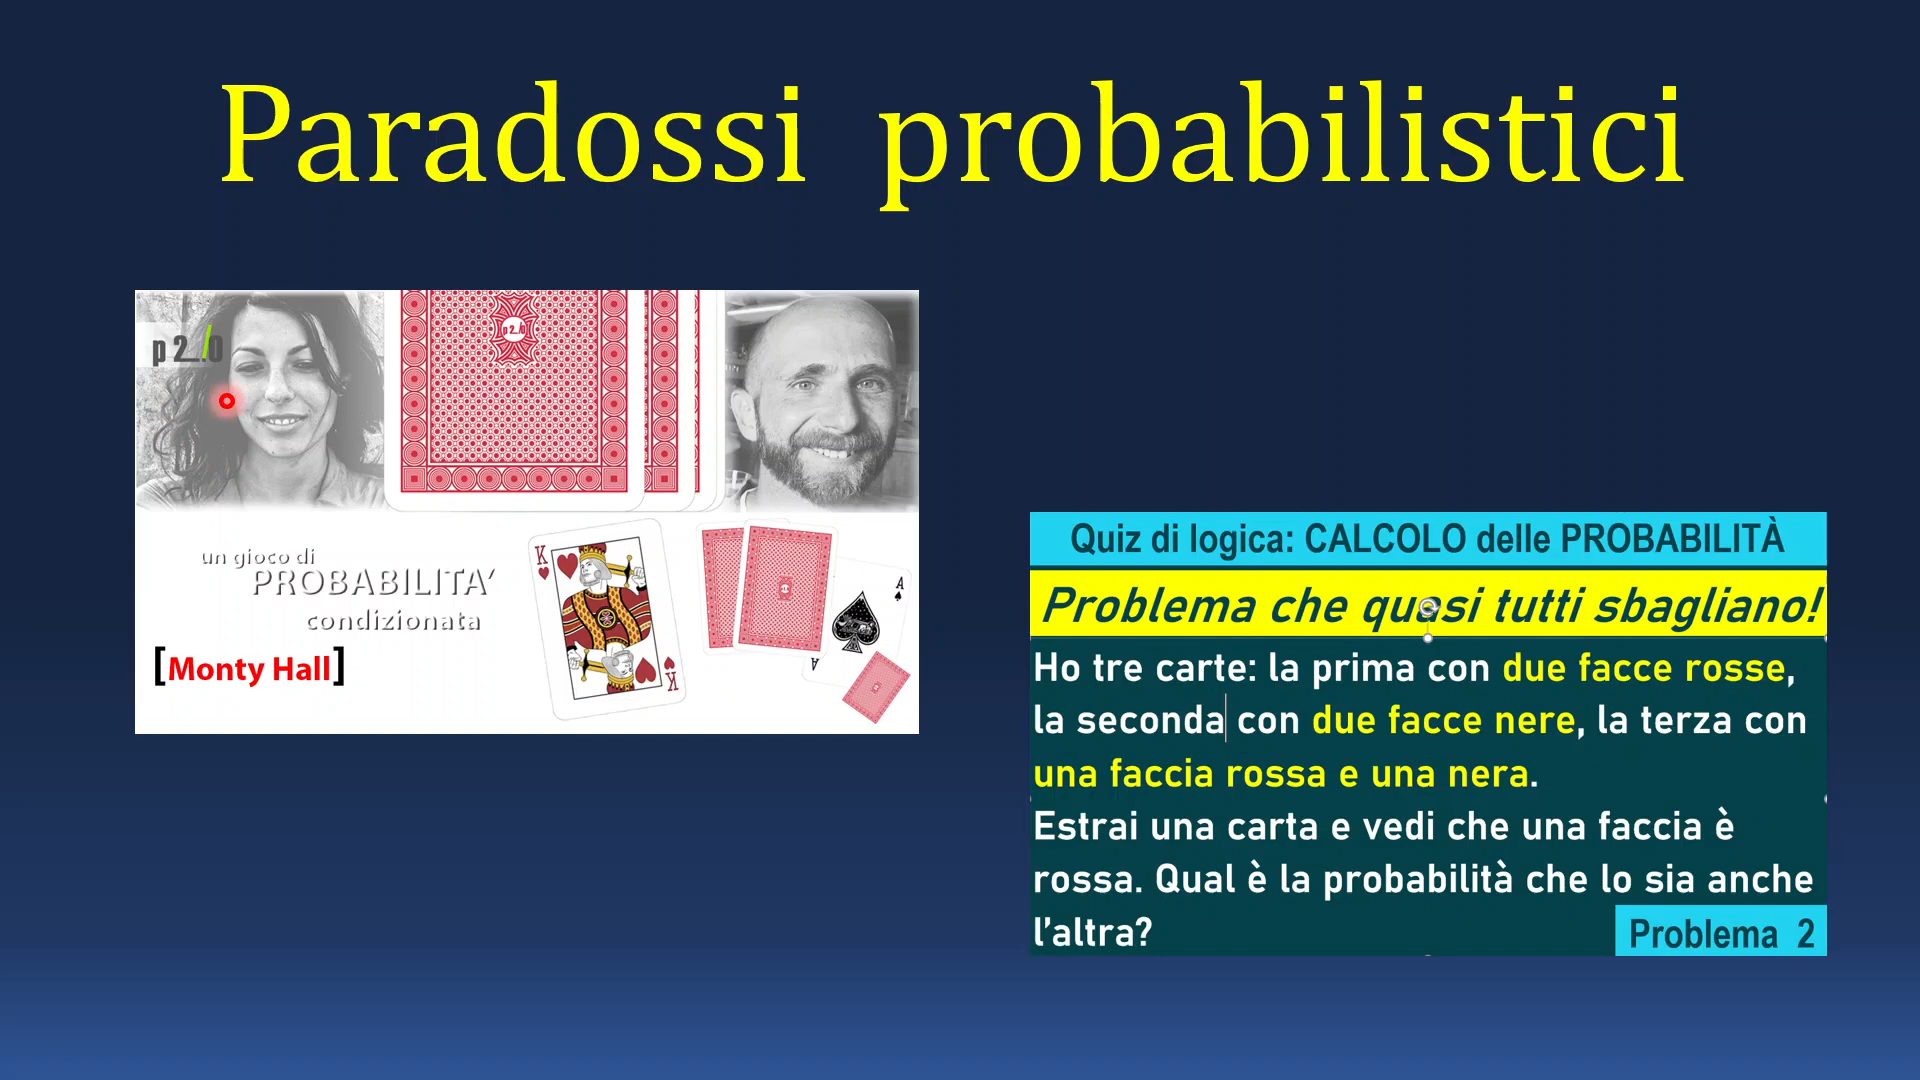 Paradossi probabilistici
p 2_/0
p 2_/0
un gioco di
PROBABILITA’
condizionata
[Monty Hall]
K
K
A
A
Quiz di logica: CALCOLO delle PROBABILITÀ
Problema che quasi tutti sbagliano!
Ho tre carte: la prima con due facce rosse,
la seconda con due facce nere, la terza con
una faccia rossa e una nera.
Estrai una carta e vedi che una faccia è
rossa. Qual è la probabilità che lo sia anche
l’altra?
Problema 2